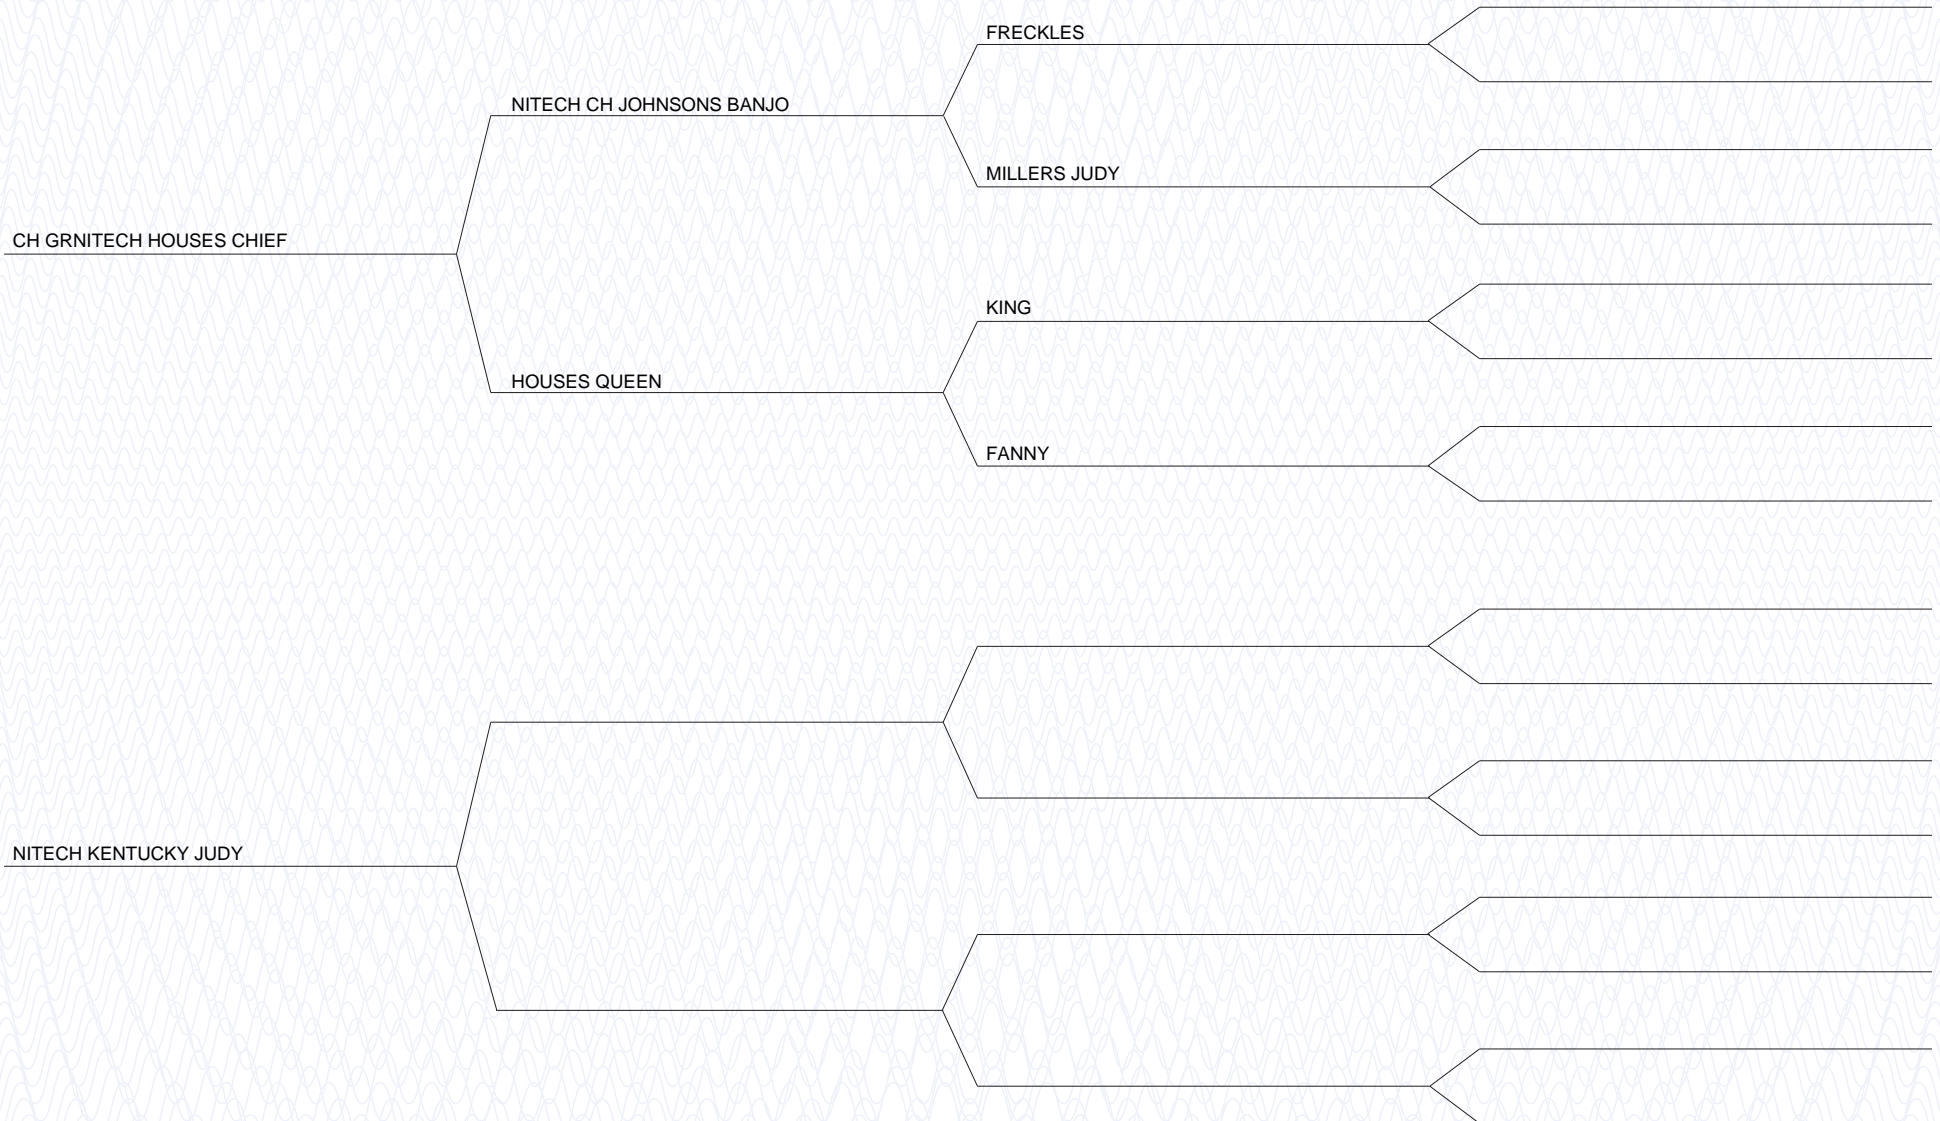 FRECKLES
NITECH CH JOHNSONS BANJO
MILLERS JUDY
CH GRNITECH HOUSES CHIEF
KING
HOUSES QUEEN
FANNY
NITECH KENTUCKY JUDY